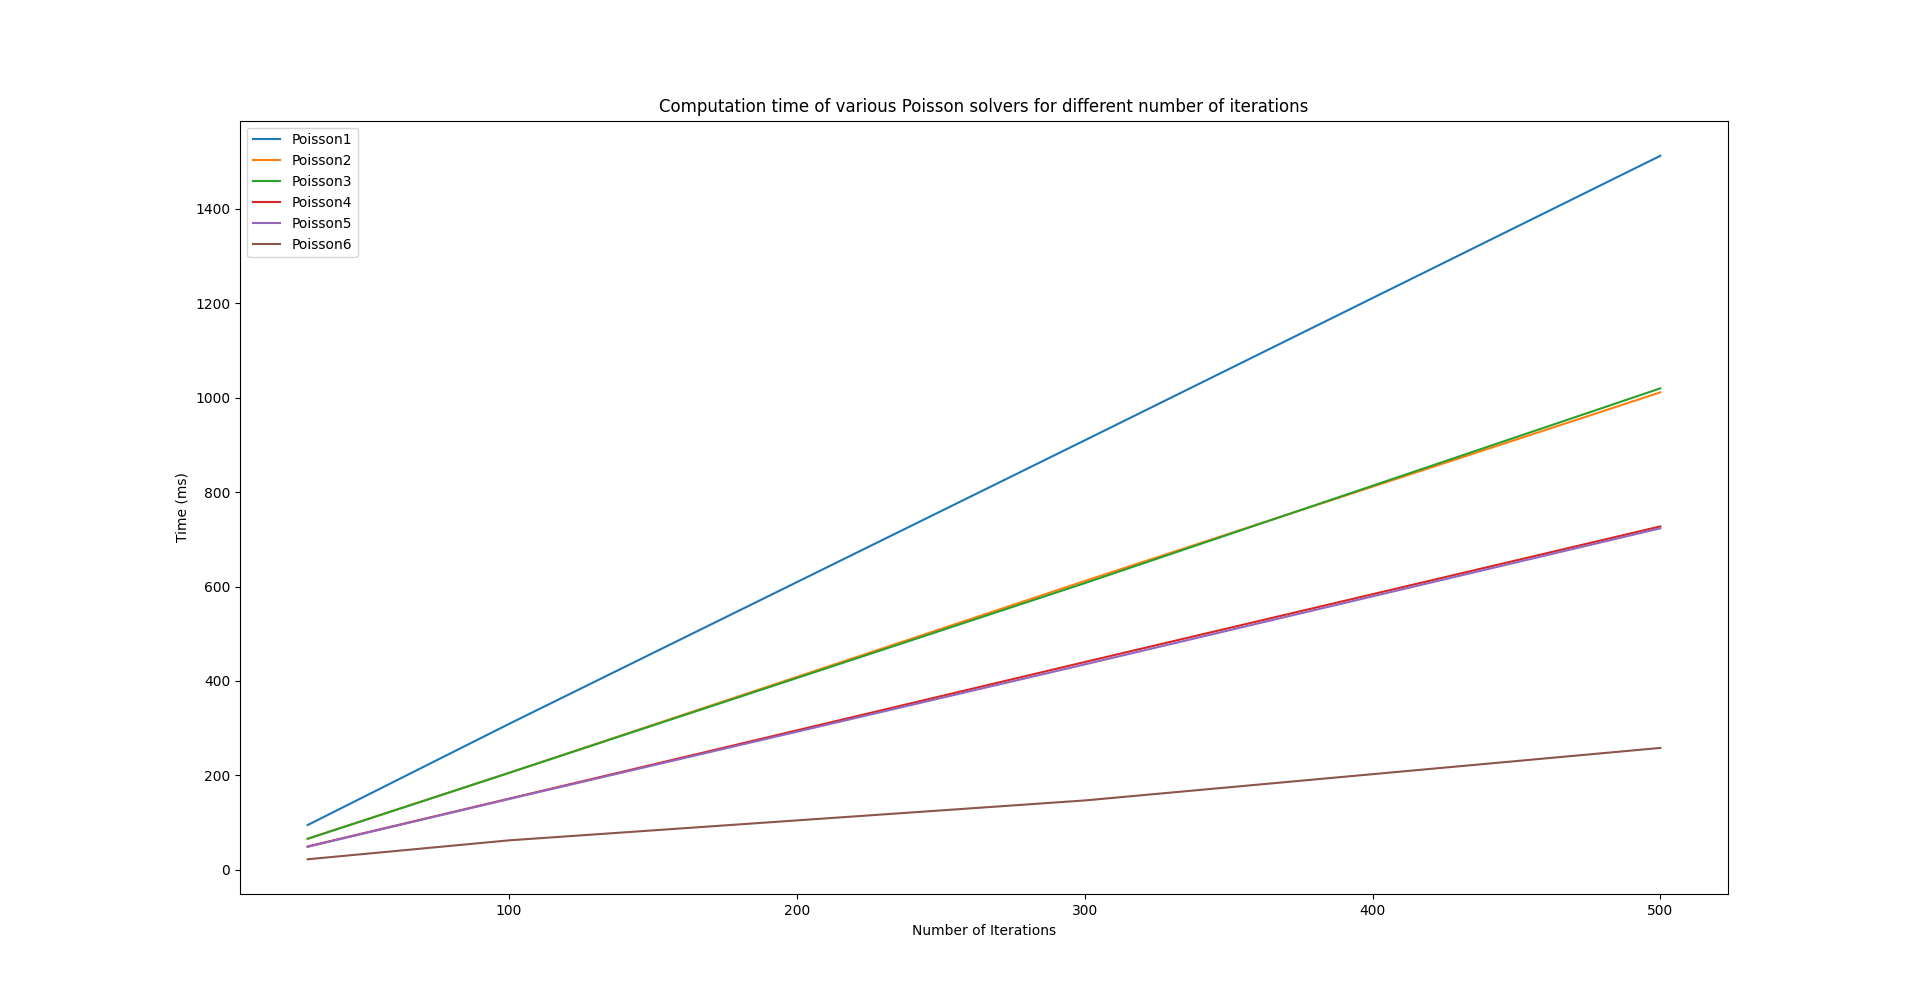 Computation time of various Poisson solvers for different number of iterations
Poisson1
Poisson2
Poisson3
Poisson4
Poisson5
Poisson6
1400
1200
1000
800
600
400
200
0
Time (ms)
100 200 300 400 500
Number of Iterations